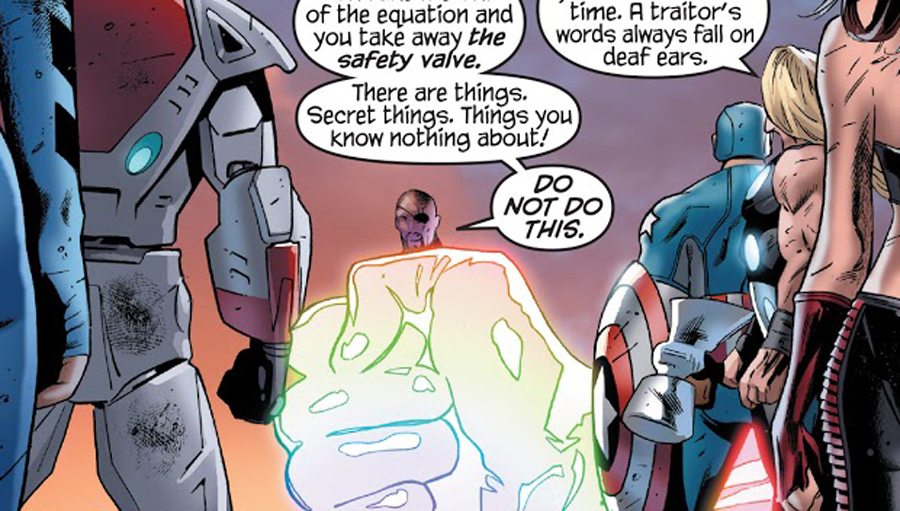 of the equation and
you take away the
safety valve.
There are things.
Secret things. Things you
know nothing about!
DO
NOT DO
THIS.
time. A traitor's
words always fall on
deaf ears.